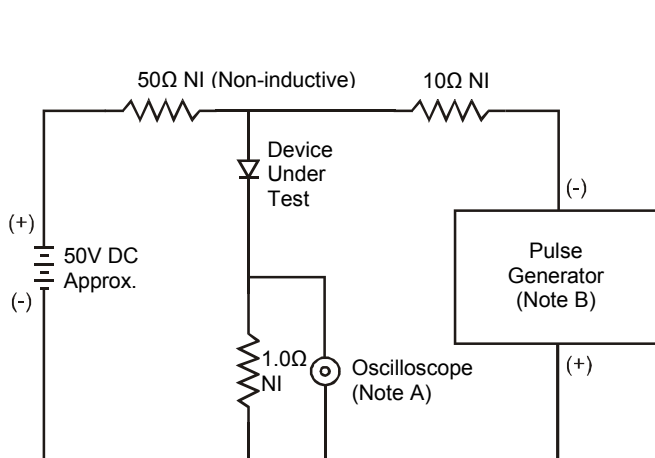 50Ω NI (Non-inductive)
10Ω NI
Device
Under
Test
(-)
(+)
50V DC
Approx.
(-)
Pulse
Generator
(Note B)
1.0Ω
NI
Oscilloscope
(Note A)
(+)